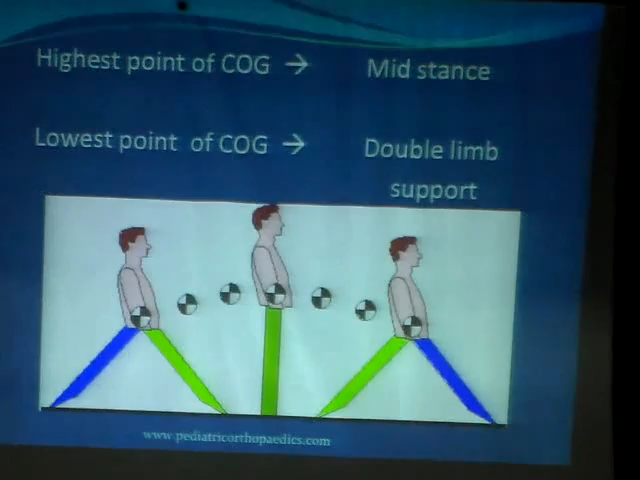 Highest point of COG → Mid stance
Lowest point of COG → Double limb
support
www.pediatricorthopaedics.com